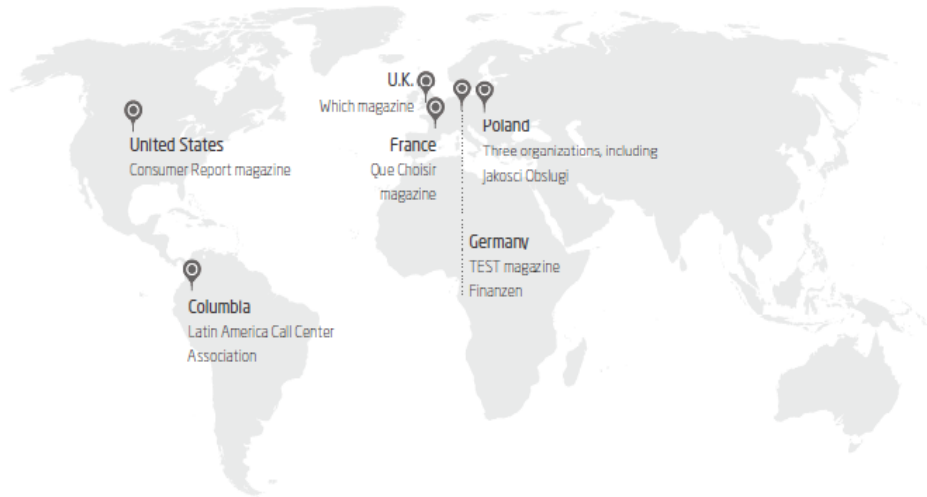 U.K.
Which magazine
United States
Consumer Report magazine
France
Que Choisir
magazine
Poland
Three organizations, including
Jakosci Obslugi
Germany
TEST magazine
Finanzen
Columbia
Latin America Call Center
Association